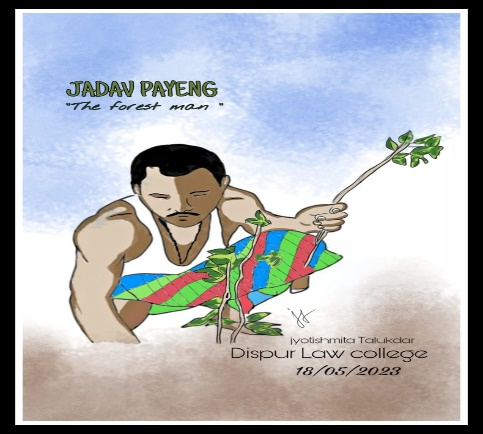 JADAV PAYENG
"The forest man "
jyotishmita Talukdar
Dispur Law college
18/05/2023